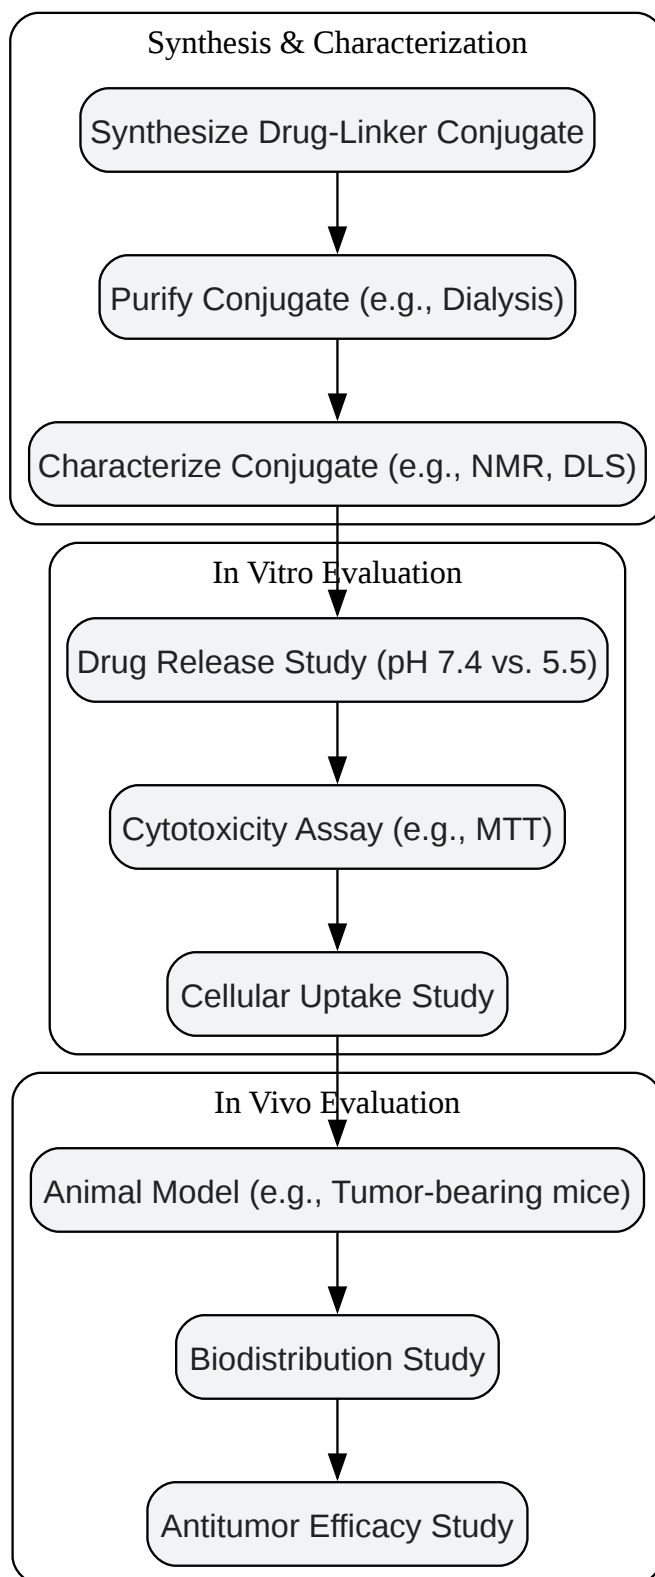 Synthesis & Characterization
Synthesize Drug-Linker Conjugate
Purify Conjugate (e.g., Dialysis)
Characterize Conjugate (e.g., NMR, DLS)
In Vitro Evaluation
Drug Release Study (pH 7.4 vs. 5.5)
Cytotoxicity Assay (e.g., MTT)
Cellular Uptake Study
In Vivo Evaluation
Animal Model (e.g., Tumor-bearing mice)
Biodistribution Study
Antitumor Efficacy Study